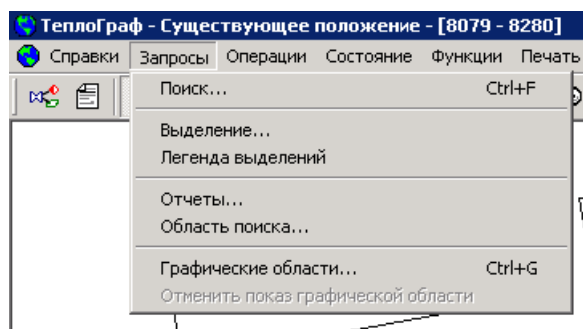 ТеплоГраф - Существующее положение - [8079 - 8280]
Справки Запросы Операции Состояние Функции Печать
Поиск... Ctrl+F
Выделение...
Легенда выделений
Отчеты...
Область поиска...
Графические области... Ctrl+G
Отменить показ графической области